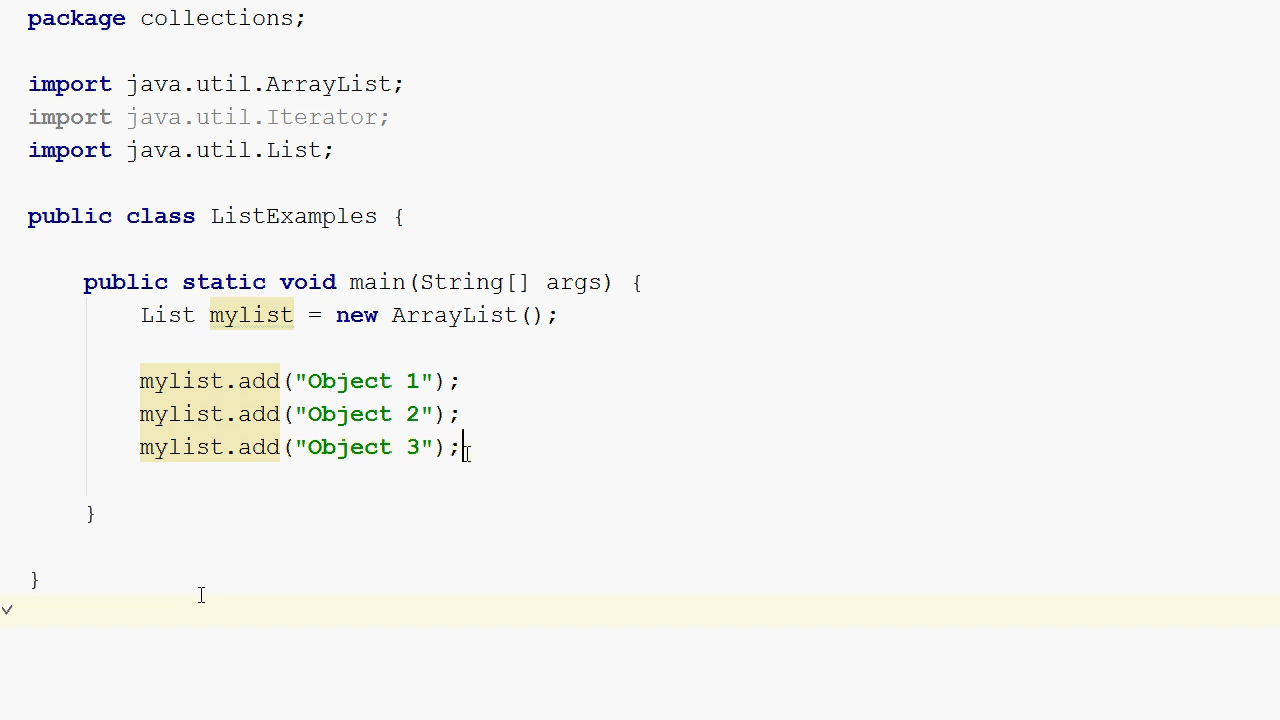 package collections;
import java.util.ArrayList;
import java.util.Iterator;
import java.util.List;
public class ListExamples {
public static void main(String[] args) {
List mylist = new ArrayList();
mylist.add("Object 1");
mylist.add("Object 2");
mylist.add("Object 3");
}
}